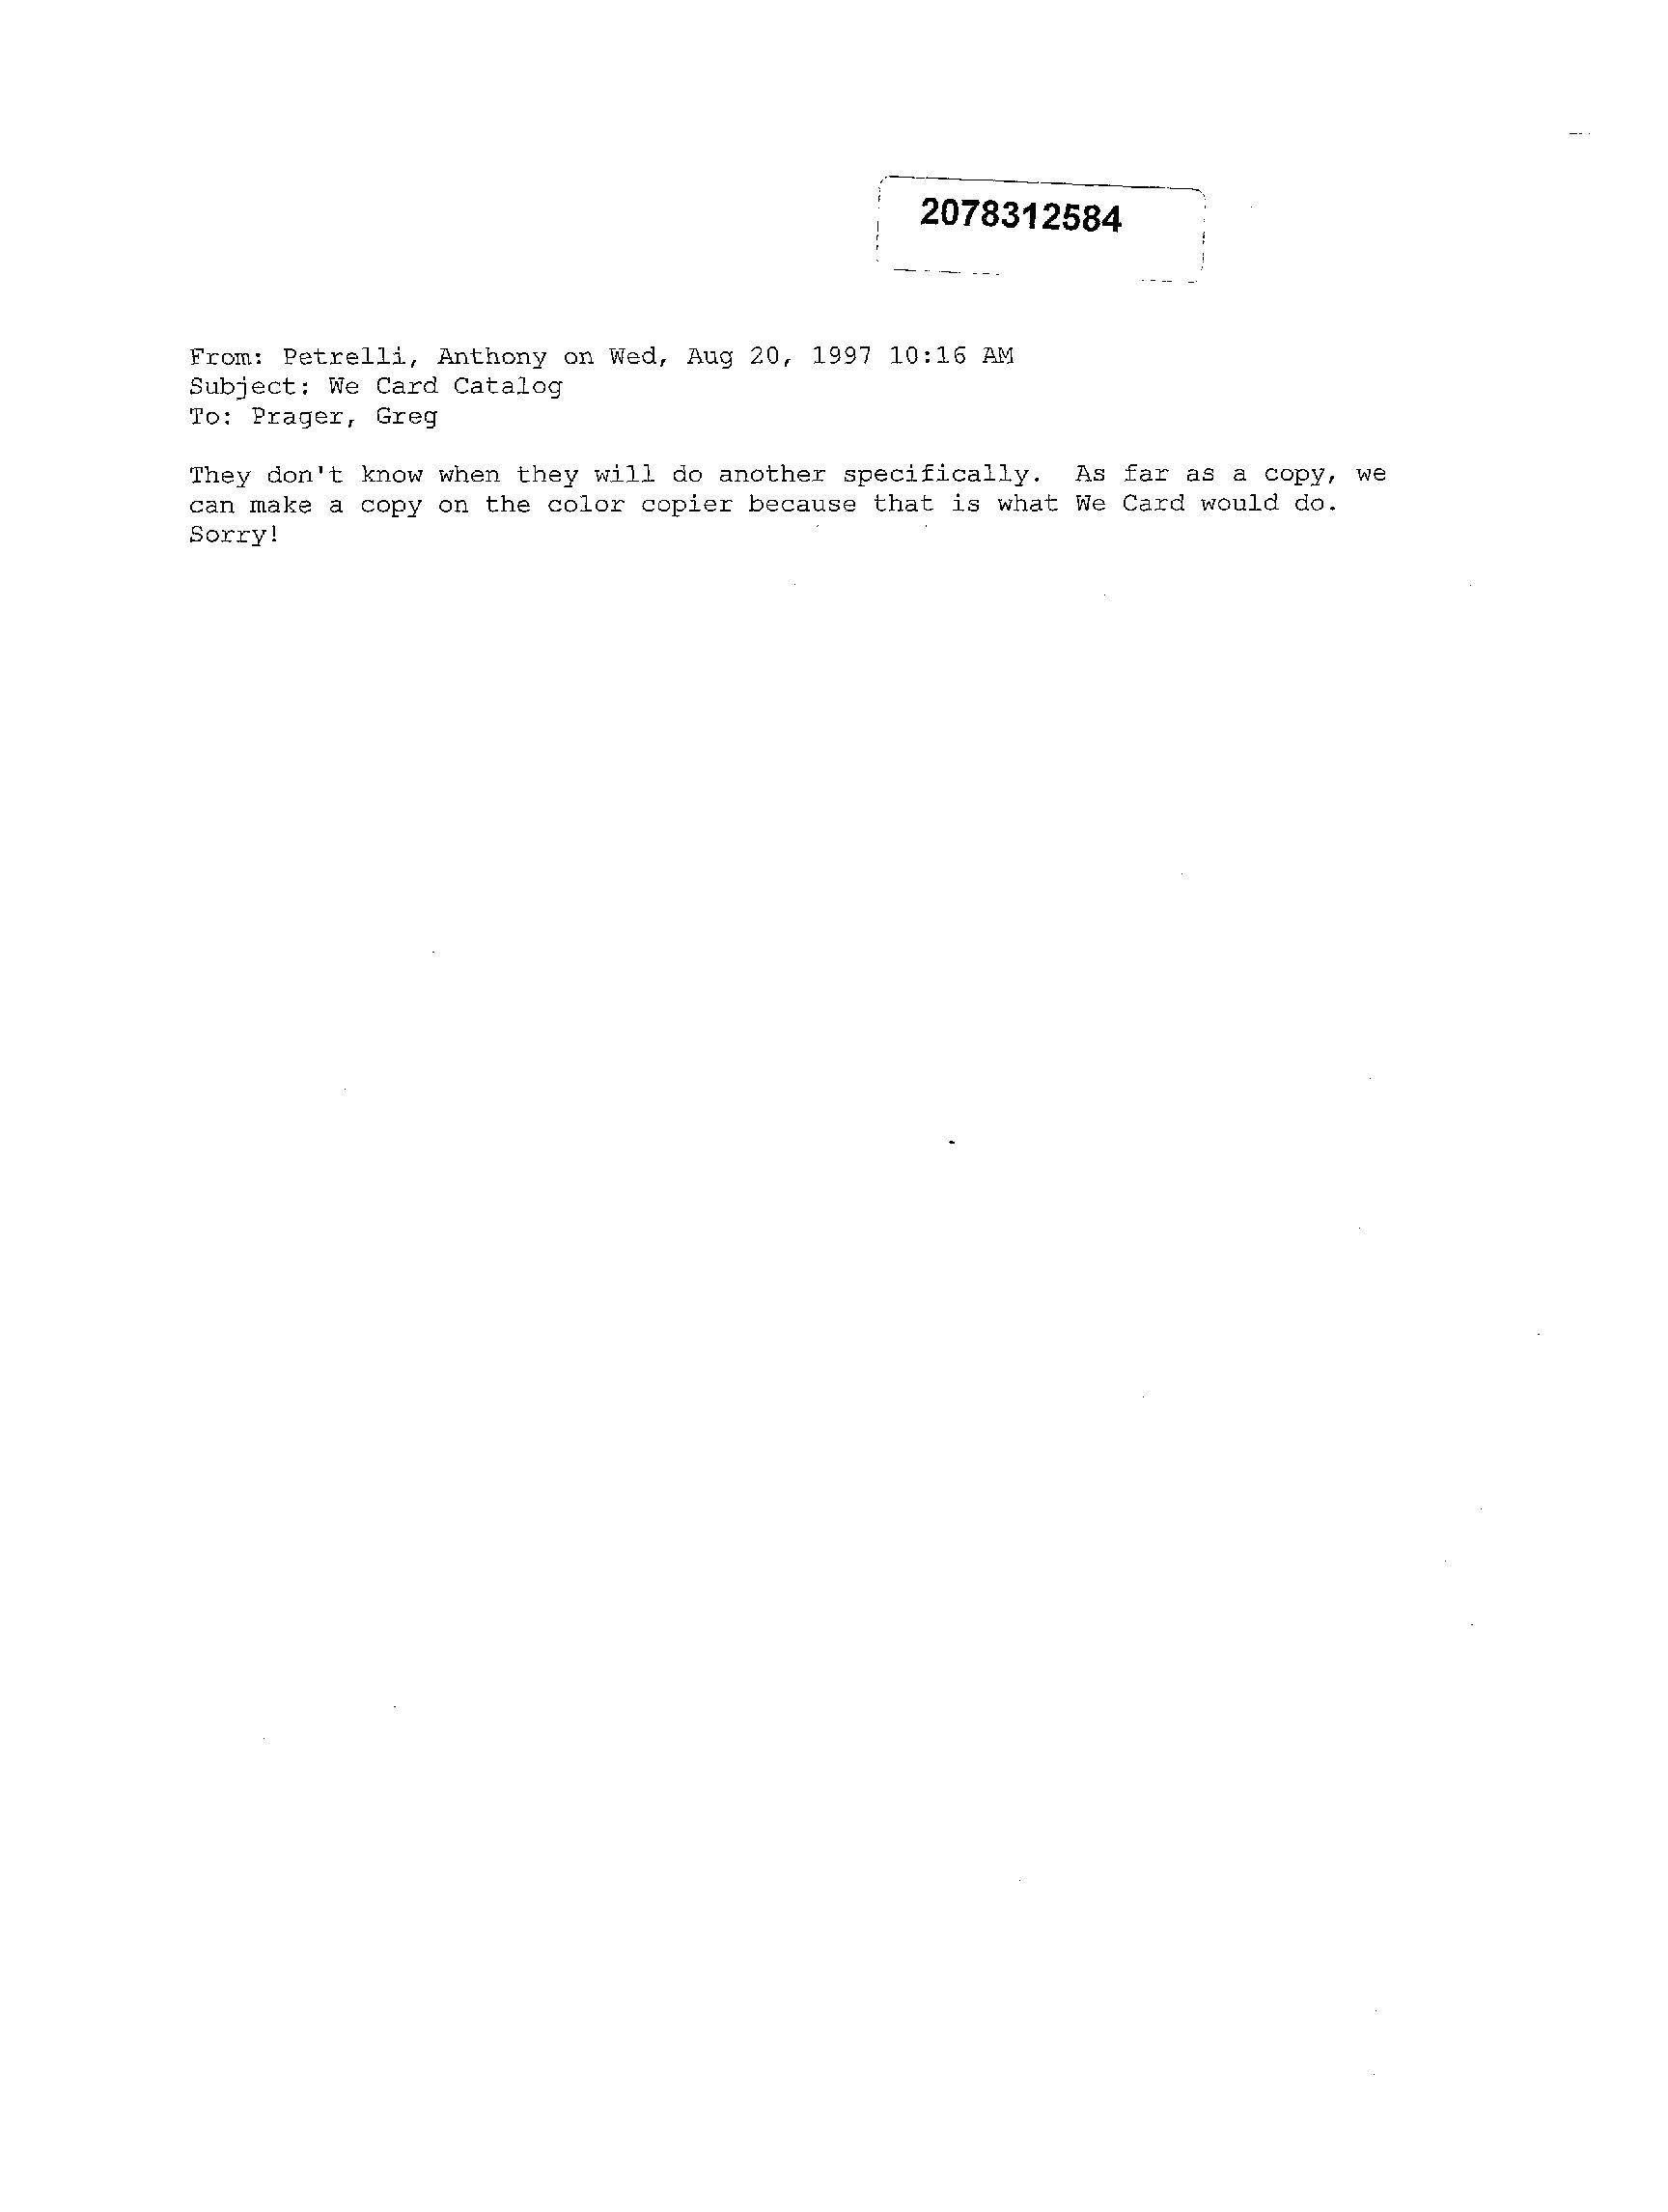 2078312584
From: Petrelli, Anthony on Wed, Aug 20, 1997 10:16 AM
Subject: We Card Catalog
To: Prager, Greg
They don't know when they will do another specifically. As far as a copy, we
can make a copy on the color copier because that is what We Card would do.
Sorry!